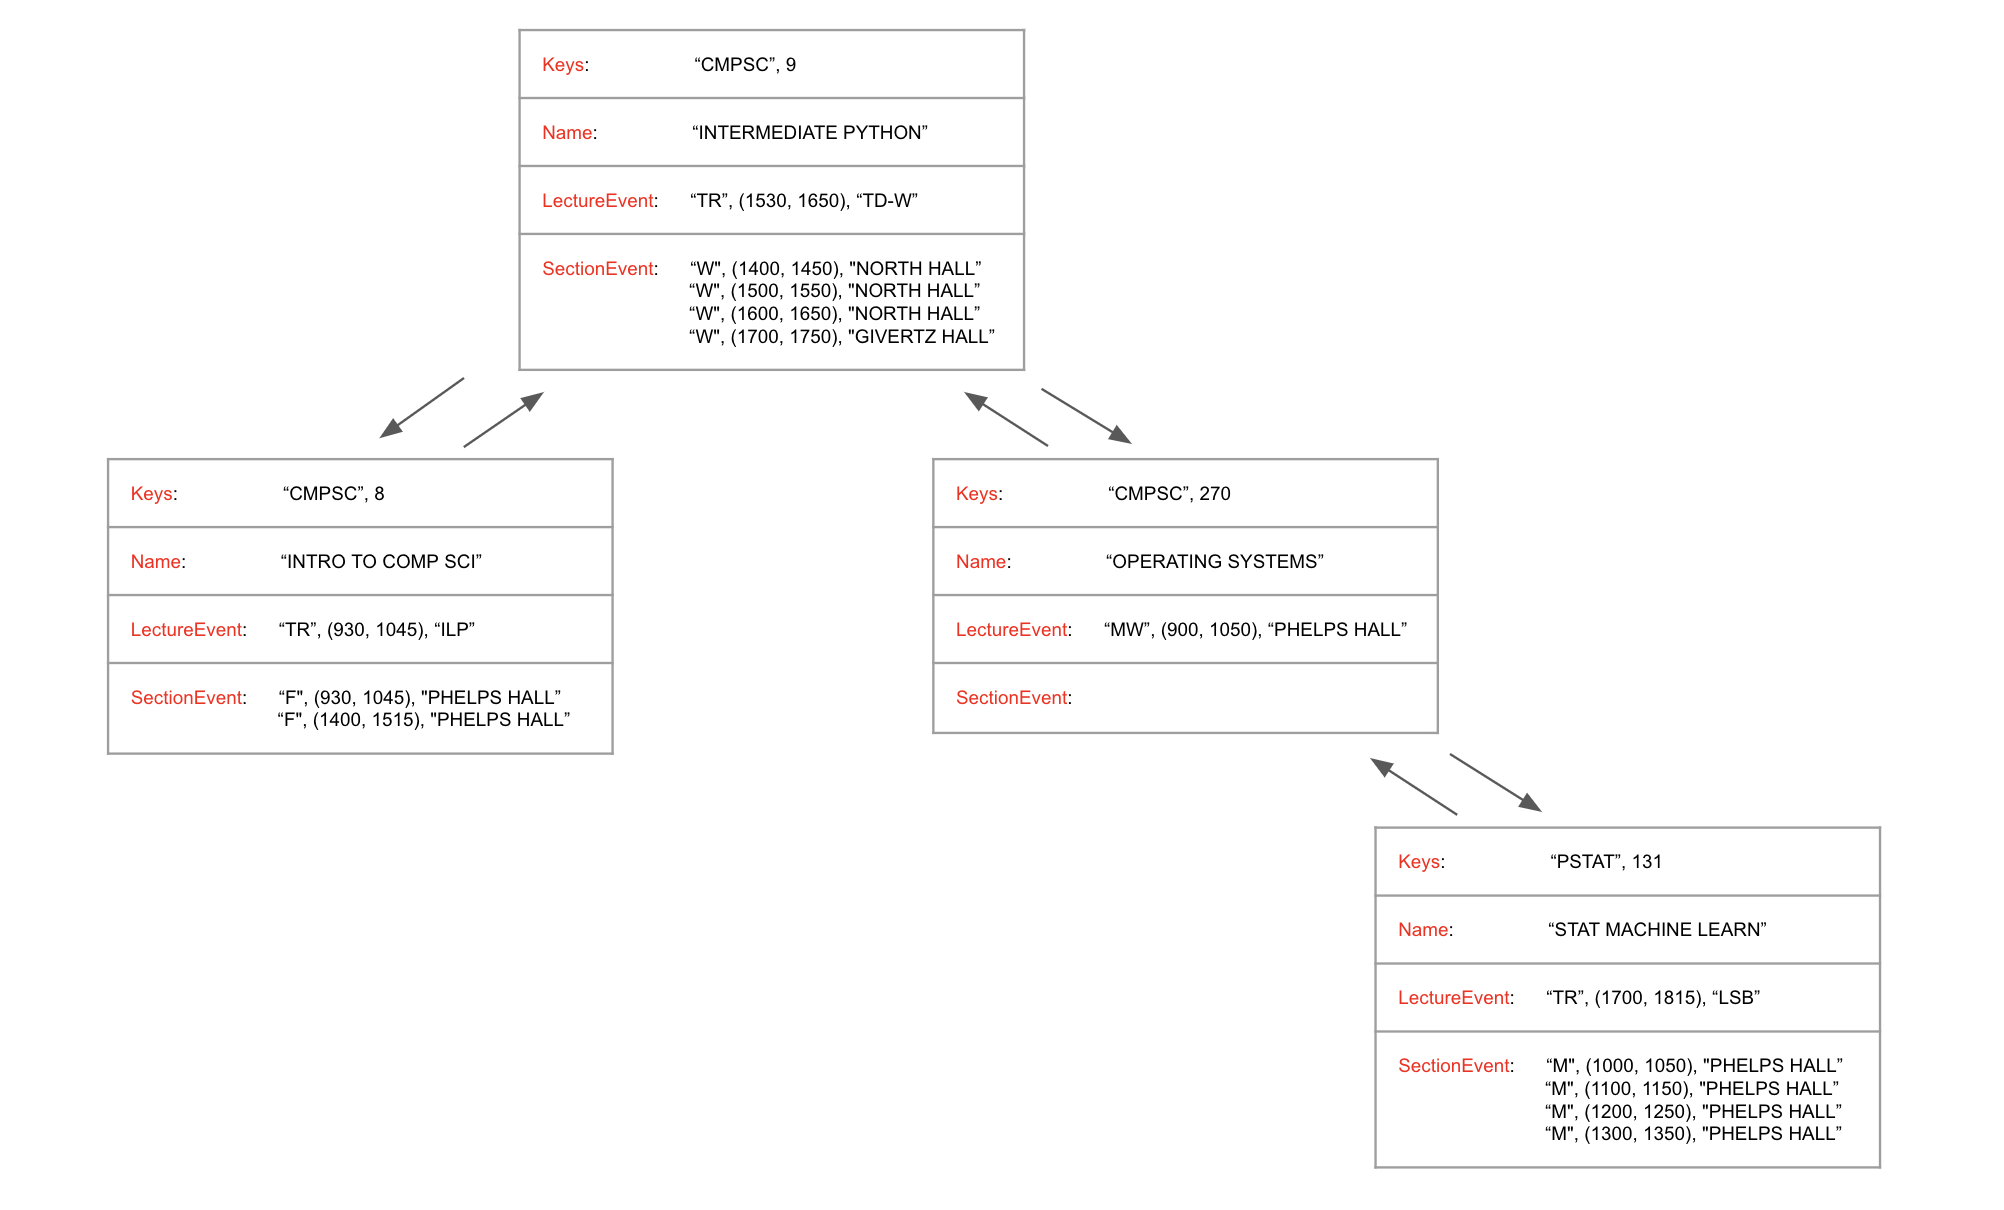 Keys: “CMPSC”, 9
Name: “INTERMEDIATE PYTHON”
LectureEvent: “TR”, (1530, 1650), “TD-W”
SectionEvent: “W", (1400, 1450), "NORTH HALL”
“W", (1500, 1550), "NORTH HALL”
“W", (1600, 1650), "NORTH HALL”
“W", (1700, 1750), "GIVERTZ HALL”
Keys: “CMPSC”, 8
Name: “INTRO TO COMP SCI”
LectureEvent: “TR”, (930, 1045), “ILP”
SectionEvent: “F", (930, 1045), "PHELPS HALL”
“F", (1400, 1515), "PHELPS HALL”
Keys: “CMPSC”, 270
Name: “OPERATING SYSTEMS”
LectureEvent: “MW”, (900, 1050), “PHELPS HALL”
SectionEvent:
Keys: “PSTAT”, 131
Name: “STAT MACHINE LEARN”
LectureEvent: “TR”, (1700, 1815), “LSB”
SectionEvent: “M", (1000, 1050), "PHELPS HALL”
“M", (1100, 1150), "PHELPS HALL”
“M", (1200, 1250), "PHELPS HALL”
“M", (1300, 1350), "PHELPS HALL”